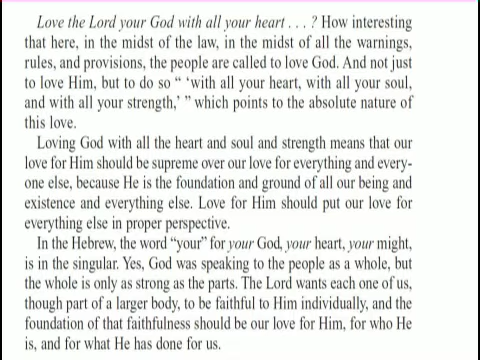 Love the Lord your God with all your heart . . . ? How interesting
that here, in the midst of the law, in the midst of all the warnings,
rules, and provisions, the people are called to love God. And not just
to love Him, but to do so “ ‘with all your heart, with all your soul,
and with all your strength,’ ” which points to the absolute nature of
this love.
Loving God with all the heart and soul and strength means that our
love for Him should be supreme over our love for everything and every-
one else, because He is the foundation and ground of all our being and
existence and everything else. Love for Him should put our love for
everything else in proper perspective.
In the Hebrew, the word “your” for your God, your heart, your might,
is in the singular. Yes, God was speaking to the people as a whole, but
the whole is only as strong as the parts. The Lord wants each one of us,
though part of a larger body, to be faithful to Him individually, and the
foundation of that faithfulness should be our love for Him, for who He
is, and for what He has done for us.